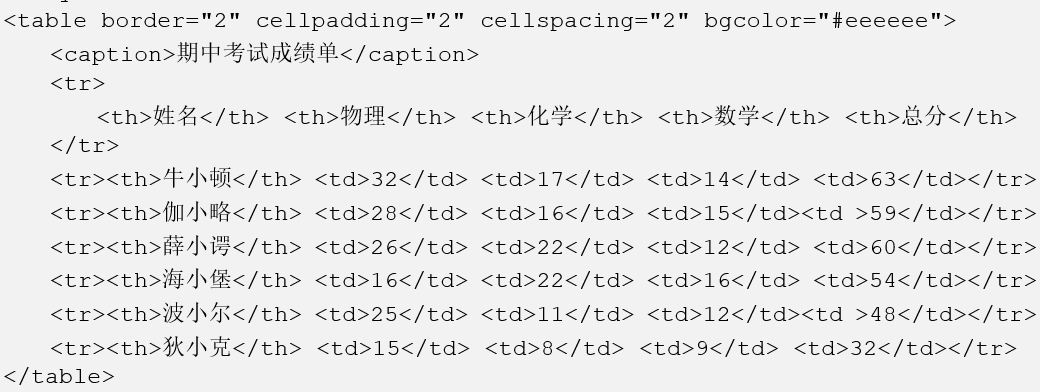 <table border="2" cellpadding="2" cellspacing="2" bgcolor="#eeeeee">
<caption>期中考试成绩单</caption>
<tr>
<th>姓名</th> <th>物理</th> <th>化学</th> <th>数学</th> <th>总分</th>
</tr>
<tr><th>牛小顿</th> <td>32</td> <td>17</td> <td>14</td> <td>63</td></tr>
<tr><th>伽小略</th> <td>28</td> <td>16</td> <td>15</td><td >59</td></tr>
<tr><th>薛小谔</th> <td>26</td> <td>22</td> <td>12</td> <td>60</td></tr>
<tr><th>海小堡</th> <td>16</td> <td>22</td> <td>16</td> <td>54</td></tr>
<tr><th>波小尔</th> <td>25</td> <td>11</td> <td>12</td><td >48</td></tr>
<tr><th>狄小克</th> <td>15</td> <td>8</td> <td>9</td> <td>32</td></tr>
</table>